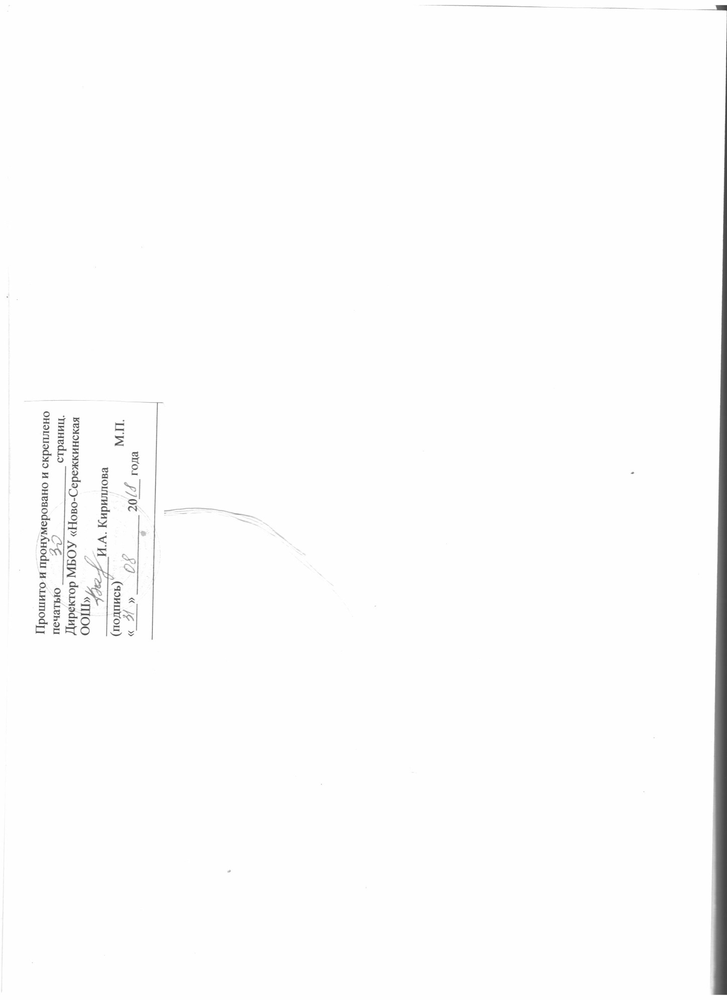 Прошито и пронумеровано и скреплено
печатью 30 страниц.
Директор МБОУ «Ново-Сережкинская
ООШ»
И.А. Кириллова
(подпись) М.П.
« 31 » 08 2018 года